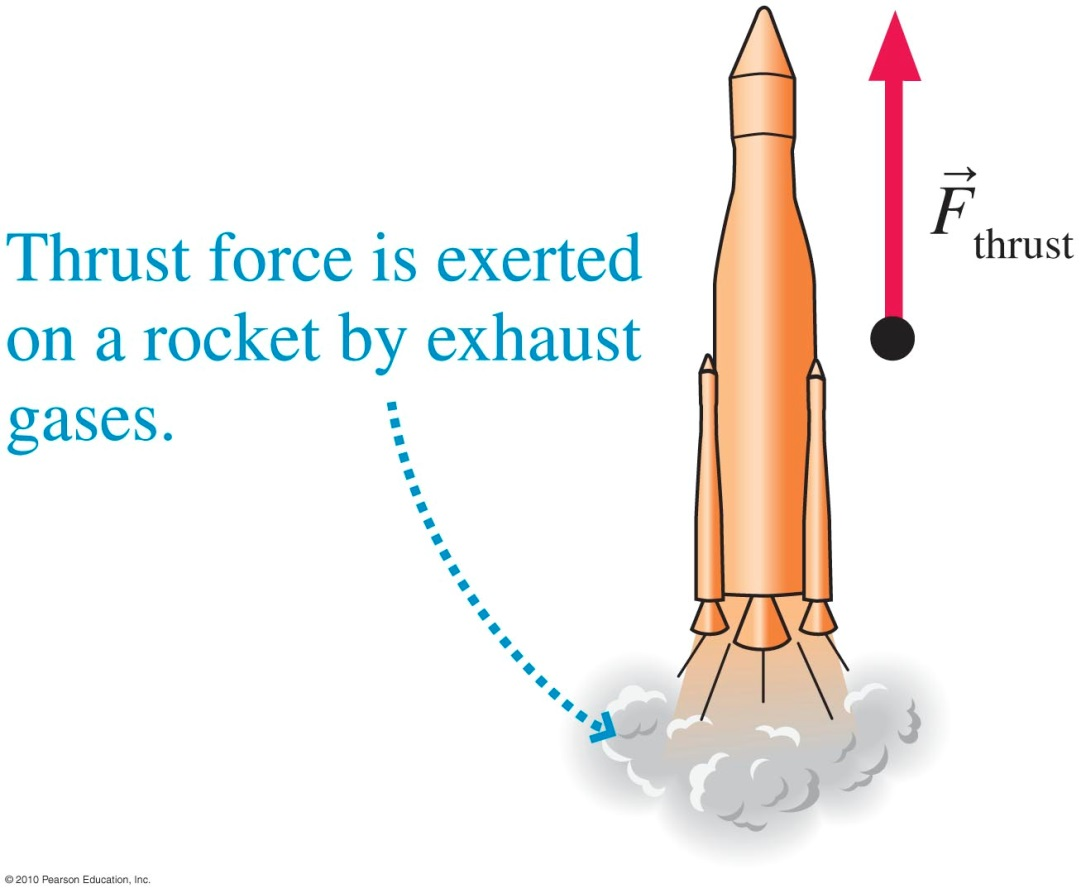 Thrust force is exerted
on a rocket by exhaust
gases.
F⃗ thrust
© 2010 Pearson Education, Inc.